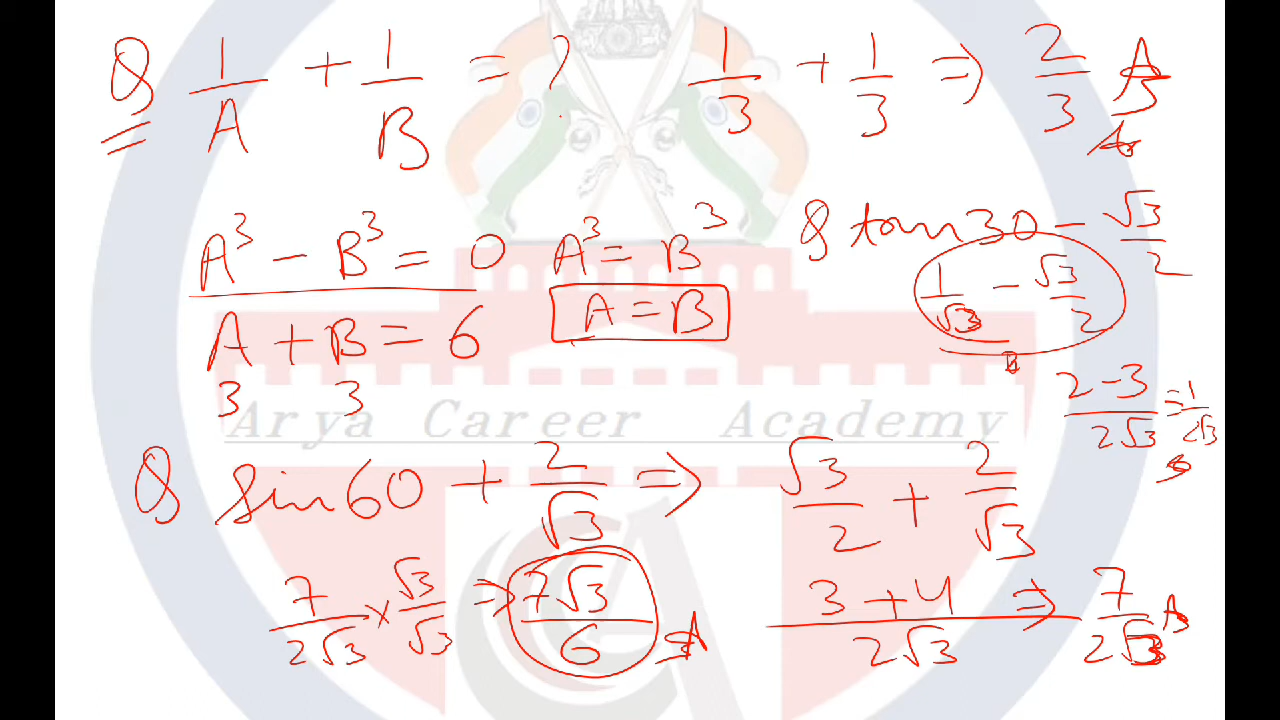 Q 1/A + 1/B = ?
1/3 + 1/3 ⇒ 2/3 A
A³ − B³ = 0
A³ = B³
A + B = 6
A = B
3 3
Q tan30 − √3/2
1/√3 − √3/2
2−3/2√3 = 1/2√3
Arya Career Academy
Q sin60 + 2/√3 ⇒ √3/2 + 2/√3
3+4/2√3 ⇒ 7/2√3
7/2√3 × √3/√3 ⇒ 7√3/6 A